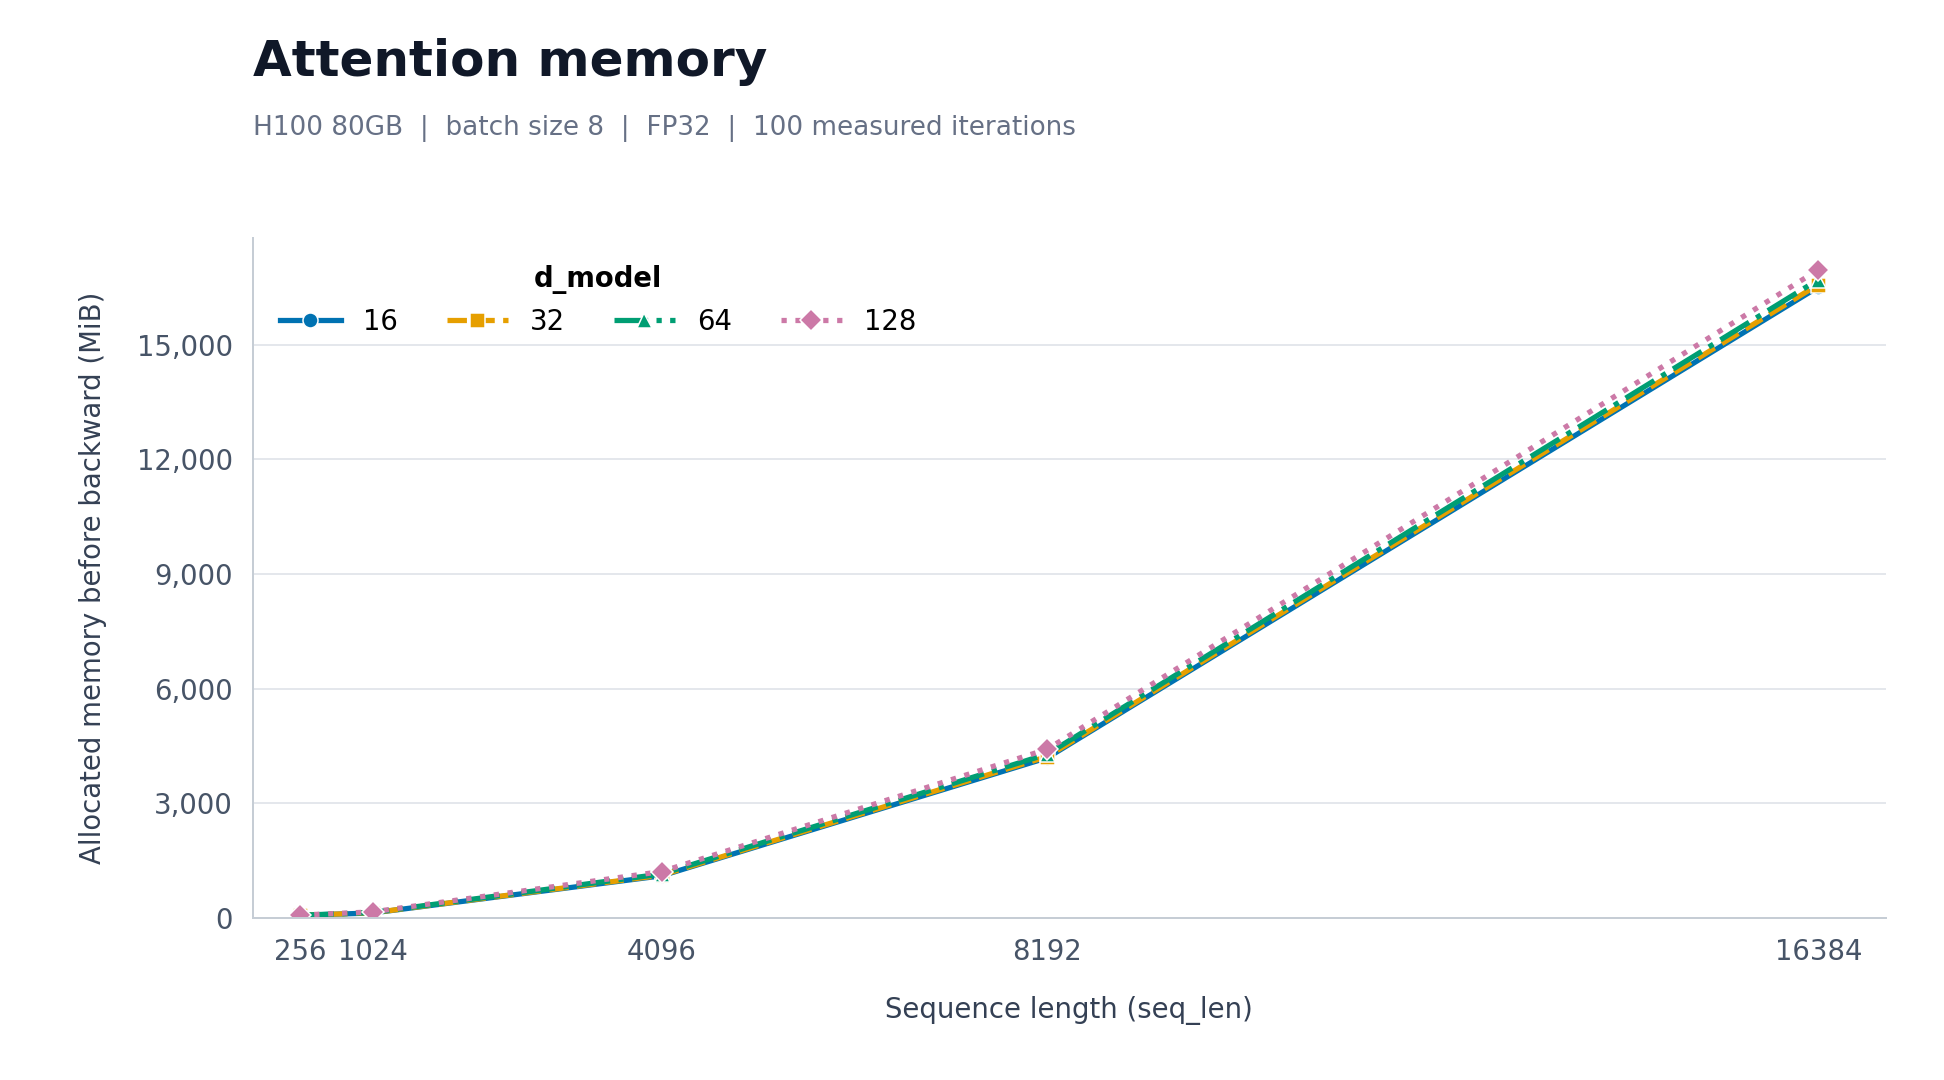 Attention memory
H100 80GB | batch size 8 | FP32 | 100 measured iterations
d_model
16 32 64 128
Allocated memory before backward (MiB)
15,000
12,000
9,000
6,000
3,000
0
256 1024 4096 8192 16384
Sequence length (seq_len)